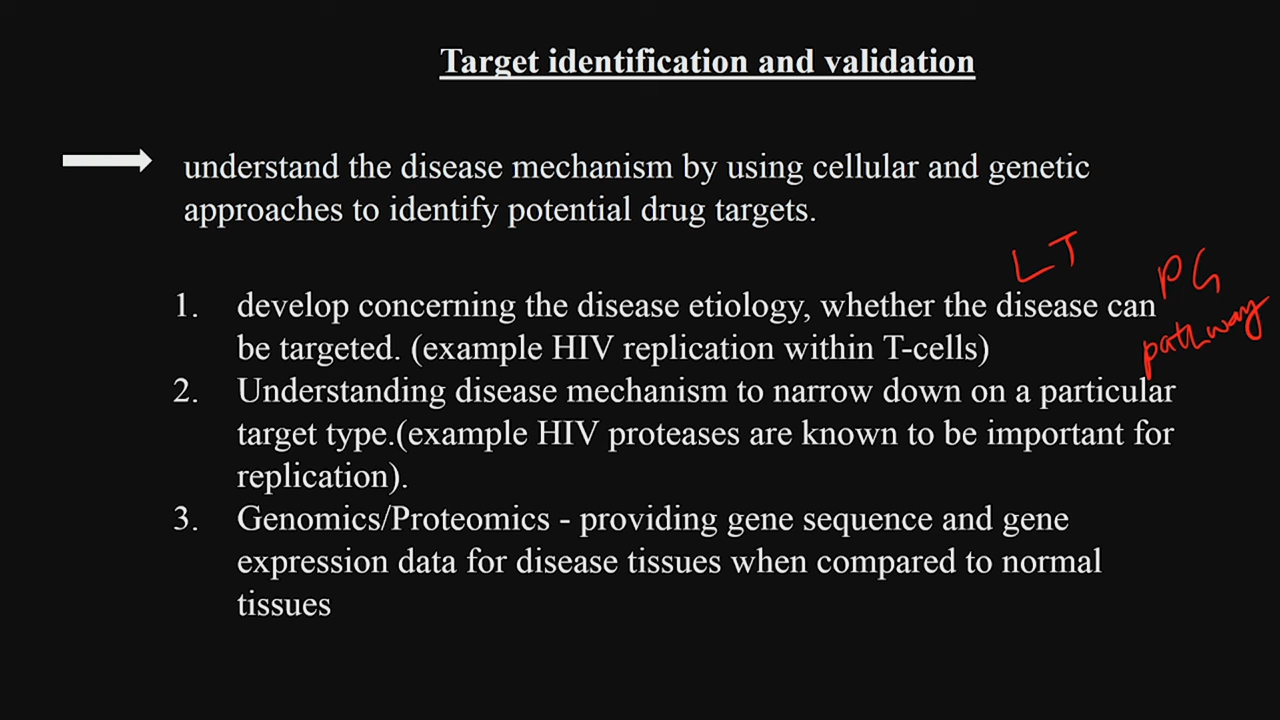 Target identification and validation
understand the disease mechanism by using cellular and genetic
approaches to identify potential drug targets.
LT
PG
pathway
1. develop concerning the disease etiology, whether the disease can
be targeted. (example HIV replication within T-cells)
2. Understanding disease mechanism to narrow down on a particular
target type.(example HIV proteases are known to be important for
replication).
3. Genomics/Proteomics - providing gene sequence and gene
expression data for disease tissues when compared to normal
tissues